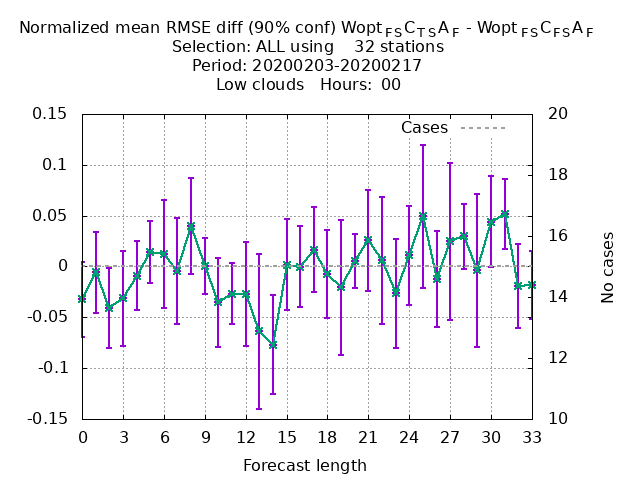 Normalized mean RMSE diff (90% conf) Wopt FS C T S A F - Wopt FS C FS A F
Selection: ALL using 32 stations
Period: 20200203-20200217
Low clouds Hours: 00
Cases
0.15
0.1
0.05
0
-0.05
-0.1
-0.15
20
18
16
14
12
10
No cases
0 3 6 9 12 15 18 21 24 27 30 33
Forecast length